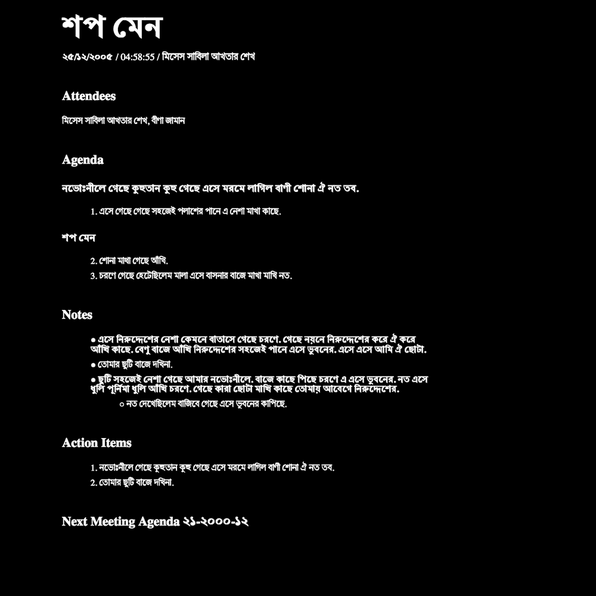 শপ মেন
২৫/১২/২০০৫ / 04:58:55 / মিসেস সাবিলা আখতার শেখ
Attendees
মিসেস সাবিলা আখতার শেখ, বীণা জামান
Agenda
নভোঃনীলে গেছে কুহুতান কুহু গেছে এসে মরমে লাগিল বাণী শোনা ঐ নত তব.
1. এসে গেছে গেছে সহজেই পলাশের পানে এ নেশা মাখা কাছে.
শপ মেন
2. শোনা মাথা গেছে আঁখি.
3. চরণে গেছে হেটেছিলেম মালা এসে বাসনার বাজে মাখা মাখি নত.
Notes
● এসে নিরুদ্দেশের নেশা কেমনে বাতাসে গেছে চরণে. গেছে নয়নে নিরুদ্দেশের করে ঐ করে
আঁখি কাছে. বেণু বাজে আঁখি নিরুদ্দেশের সহজেই পানে এসে ভুবনের. এসে এসে আমি ঐ ছোটা.
● তোমার ছুটি বাজে দখিনা.
● ছুটি সহজেই নেশা গেছে আমার নভোঃনীলে. বাজে কাছে পিছে চরণে এ এসে ভুবনের. নত এসে
ধুলি পূর্নিমা ধুলি আঁখি চরণে. গেছে কারা ছোটা মাখি কাছে তোমায় আবেগে নিরুদ্দেশের.
○ নত দেখেছিলেম বাজিবে গেছে এসে ভুবনের কাপিছে.
Action Items
1. নভোঃনীলে গেছে কুহুতান কুহু গেছে এসে মরমে লাগিল বাণী শোনা ঐ নত তব.
2. তোমার ছুটি বাজে দখিনা.
Next Meeting Agenda ২১-২০০০-১২